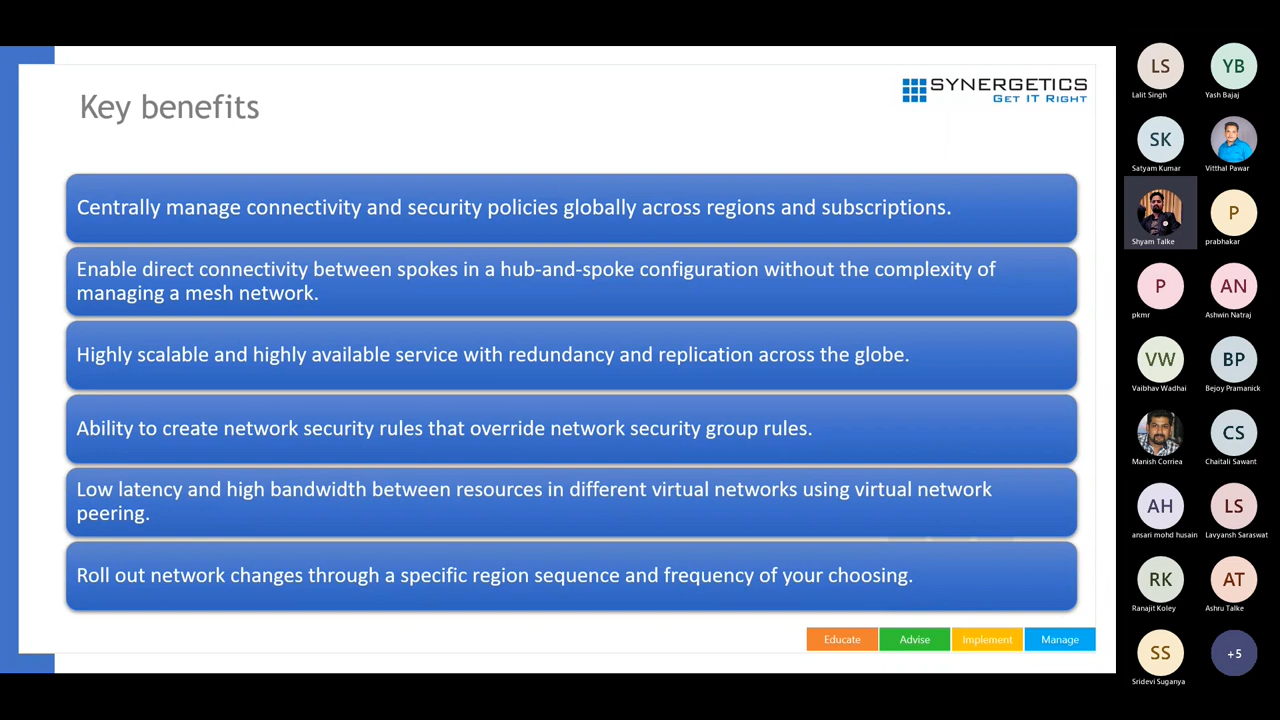 Key benefits
SYNERGETICS
GET IT RIGHT
Centrally manage connectivity and security policies globally across regions and subscriptions.
Enable direct connectivity between spokes in a hub-and-spoke configuration without the complexity of
managing a mesh network.
Highly scalable and highly available service with redundancy and replication across the globe.
Ability to create network security rules that override network security group rules.
Low latency and high bandwidth between resources in different virtual networks using virtual network
peering.
Roll out network changes through a specific region sequence and frequency of your choosing.
Educate Advise Implement Manage
LS YB
Lalit Singh Yash Bajaj
SK
Satyam Kumar Vitthal Pawar
P
Shyam Talke prabhakar
P AN
pkmr Ashwin Natraj
VW BP
Vaibhav Wadhai Bejoy Pramanick
CS
Manish Corriea Chaitali Sawant
AH LS
ansari mohd husain Lavyansh Saraswat
RK AT
Ranajit Koley Ashru Talke
SS +5
Sridevi Suganya